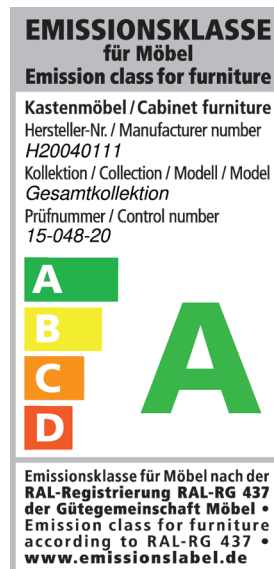 EMISSIONSKLASSE
für Möbel
Emission class for furniture
Kastenmöbel / Cabinet furniture
Hersteller-Nr. / Manufacturer number
H20040111
Kollektion / Collection / Modell / Model
Gesamtkollektion
Prüfnummer / Control number
15-048-20
A
B
C
D
A
Emissionsklasse für Möbel nach der
RAL-Registrierung RAL-RG 437
der Gütegemeinschaft Möbel •
Emission class for furniture
according to RAL-RG 437 •
www.emissionslabel.de